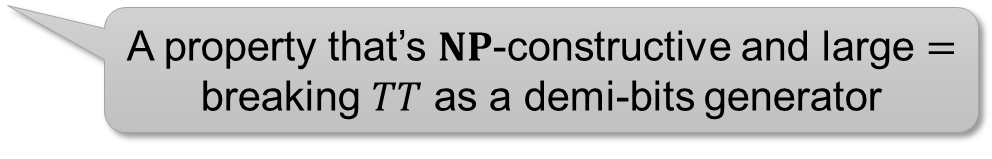 A property that's NP-constructive and large =
breaking TT as a demi-bits generator